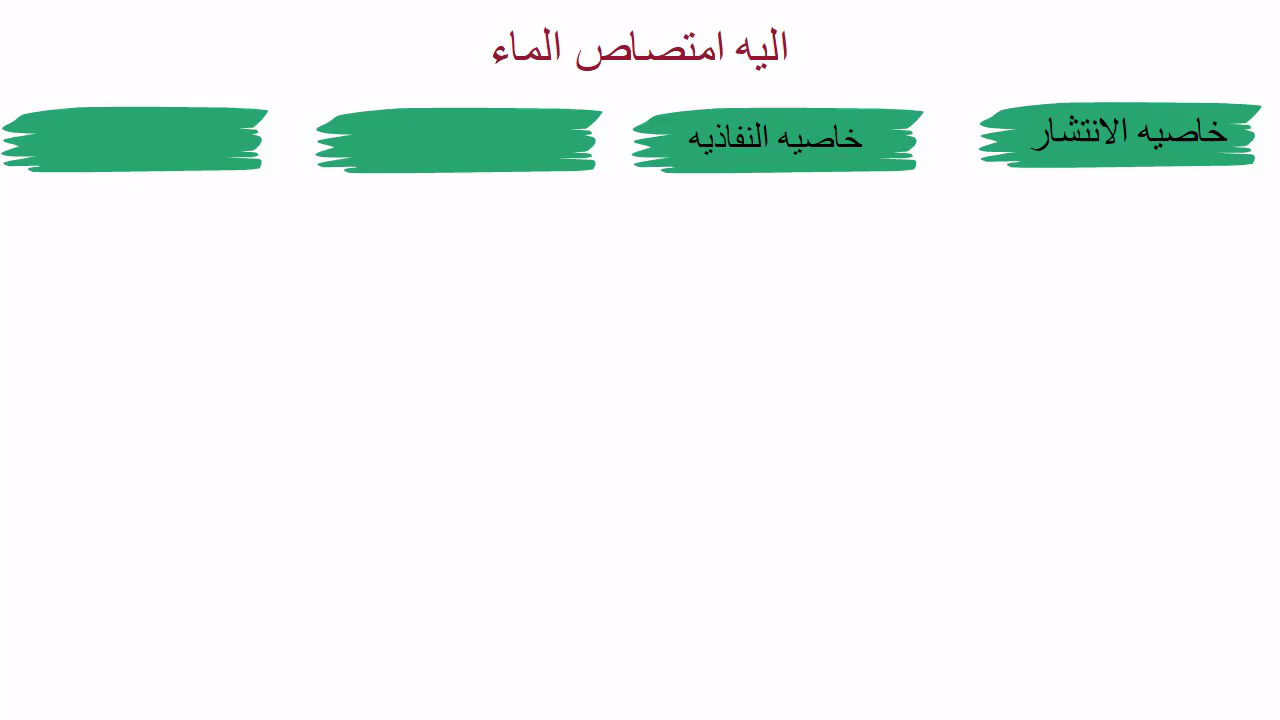 اليه امتصاص الماء
خاصيه الانتشار
خاصيه النفاذيه